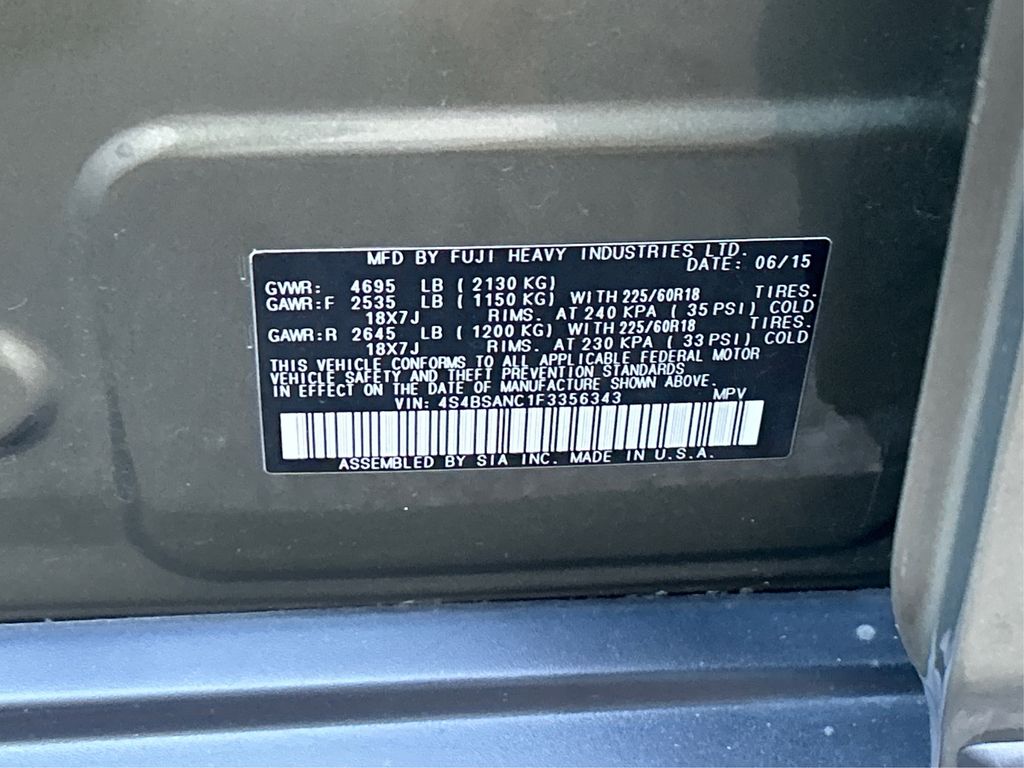 MFD BY FUJI HEAVY INDUSTRIES LTD.
DATE: 06/15
GVWR: 4695 LB ( 2130 KG)
GAWR:F 2535 LB ( 1150 KG) WITH 225/60R18 TIRES.
18X7J RIMS. AT 240 KPA ( 35 PSI) COLD
GAWR:R 2645 LB ( 1200 KG) WITH 225/60R18 TIRES.
18X7J RIMS. AT 230 KPA ( 33 PSI) COLD
THIS VEHICLE CONFORMS TO ALL APPLICABLE FEDERAL MOTOR
VEHICLE SAFETY AND THEFT PREVENTION STANDARDS
IN EFFECT ON THE DATE OF MANUFACTURE SHOWN ABOVE.
VIN: 4S4BSANC1F3356343 MPV
ASSEMBLED BY SIA INC. MADE IN U.S.A.